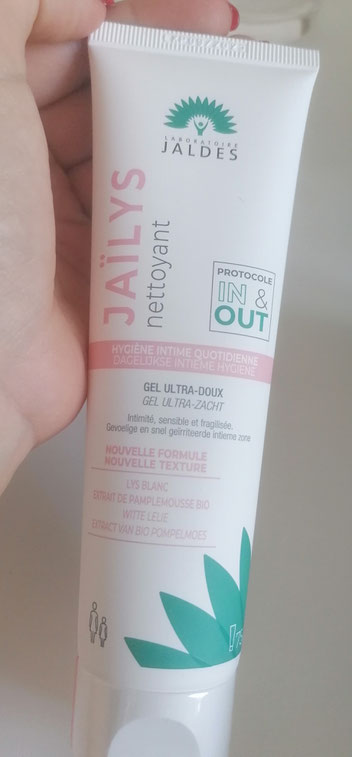 LABORATOIRE
JALDES
JAÏLYS
nettoyant
PROTOCOLE
IN &
OUT
HYGIÈNE INTIME QUOTIDIENNE
DAGELIJKSE INTIEME HYGIËNE
GEL ULTRA-DOUX
GEL ULTRA-ZACHT
Intimité, sensible et fragilisée.
Gevoelige en snel geïrriteerde intieme zone
NOUVELLE FORMULE
NOUVELLE TEXTURE
LYS BLANC
EXTRAIT DE PAMPLEMOUSSE BIO
WITTE LELIE
EXTRACT VAN BIO POMPELMOES